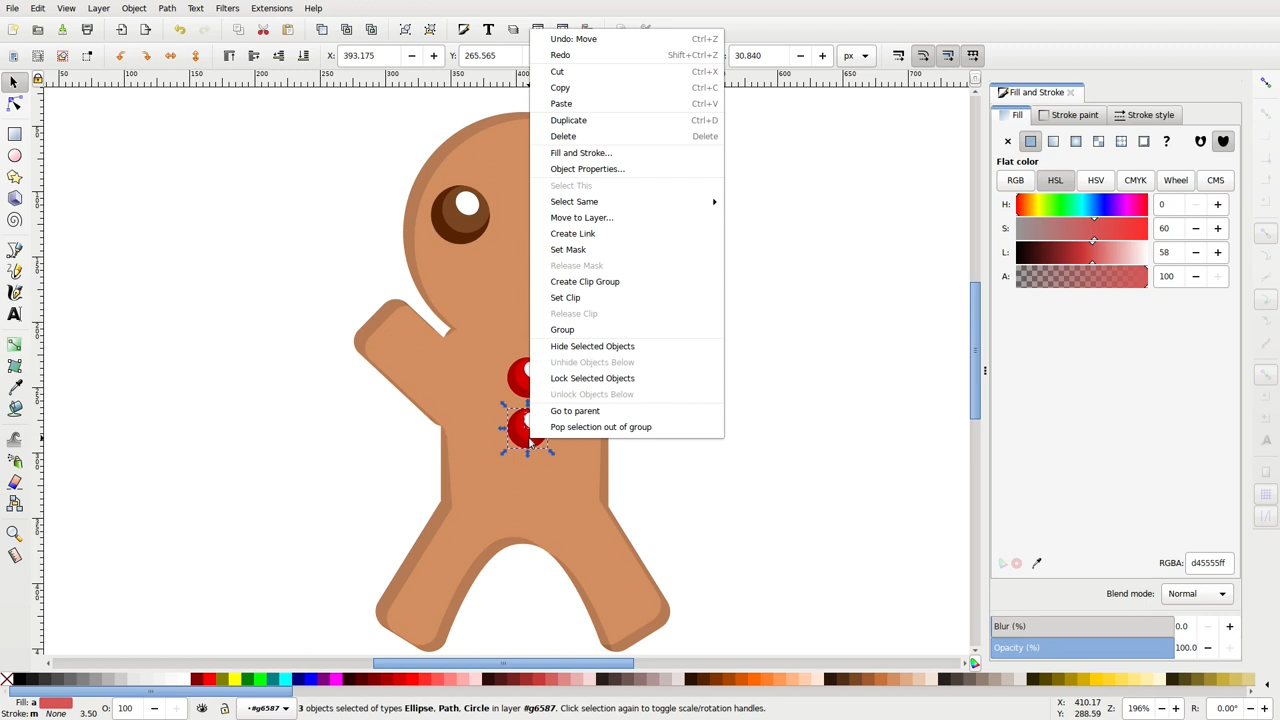 File Edit View Layer Object Path Text Filters Extensions Help
X: 393.175 Y: 265.565 30.840 px
Undo: Move Ctrl+Z
Redo Shift+Ctrl+Z
Cut Ctrl+X
Copy Ctrl+C
Paste Ctrl+V
Duplicate Ctrl+D
Delete Delete
Fill and Stroke...
Object Properties...
Select This
Select Same
Move to Layer...
Create Link
Set Mask
Release Mask
Create Clip Group
Set Clip
Release Clip
Group
Hide Selected Objects
Unhide Objects Below
Lock Selected Objects
Unlock Objects Below
Go to parent
Pop selection out of group
Fill and Stroke
Fill Stroke paint Stroke style
Flat color
RGB HSL HSV CMYK Wheel CMS
H: 0
S: 60
L: 58
A: 100
RGBA: d45555ff
Blend mode: Normal
Blur (%) 0.0
Opacity (%) 100.0
Fill: a
Stroke: m None 3.50
O: 100
#g6587
3 objects selected of types Ellipse, Path, Circle in layer #g6587. Click selection again to toggle scale/rotation handles.
X: 410.17
Y: 288.59
Z: 196%
R: 0.00°